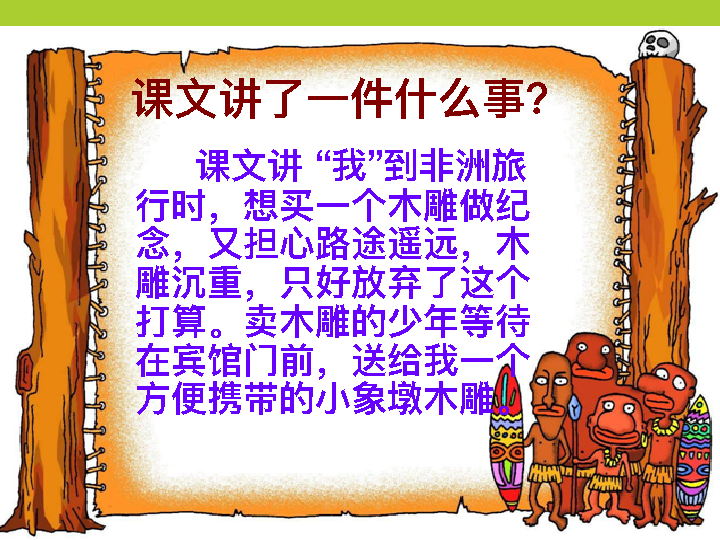 课文讲了一件什么事？
课文讲 “我”到非洲旅
行时，想买一个木雕做纪
念，又担心路途遥远，木
雕沉重，只好放弃了这个
打算。卖木雕的少年等待
在宾馆门前，送给我一个
方便携带的小象墩木雕。